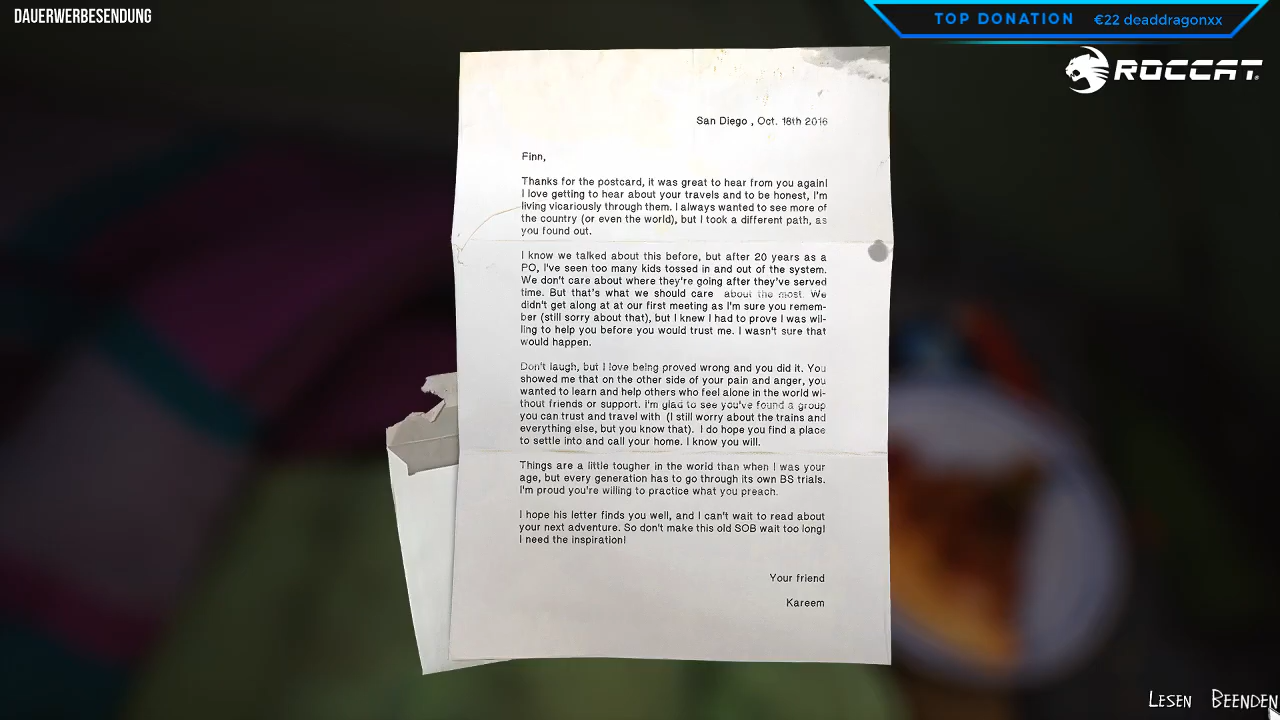 DAUERWERBESENDUNG
TOP DONATION €22 deaddragonxx
ROCCAT
San Diego , Oct. 18th 2016
Finn,
Thanks for the postcard, it was great to hear from you again!
I love getting to hear about your travels and to be honest, I'm
living vicariously through them. I always wanted to see more of
the country (or even the world), but I took a different path, as
you found out.
I know we talked about this before, but after 20 years as a
PO, I've seen too many kids tossed in and out of the system.
We don't care about where they're going after they've served
time. But that's what we should care about the most. We
didn't get along at at our first meeting as I'm sure you remem-
ber (still sorry about that), but I knew I had to prove I was wil-
ling to help you before you would trust me. I wasn't sure that
would happen.
Don't laugh, but I love being proved wrong and you did it. You
showed me that on the other side of your pain and anger, you
wanted to learn and help others who feel alone in the world wi-
thout friends or support. I'm glad to see you've found a group
you can trust and travel with (I still worry about the trains and
everything else, but you know that). I do hope you find a place
to settle into and call your home. I know you will.
Things are a little tougher in the world than when I was your
age, but every generation has to go through its own BS trials.
I'm proud you're willing to practice what you preach.
I hope his letter finds you well, and I can't wait to read about
your next adventure. So don't make this old SOB wait too long!
I need the inspiration!
Your friend
Kareem
LESEN BEENDEN